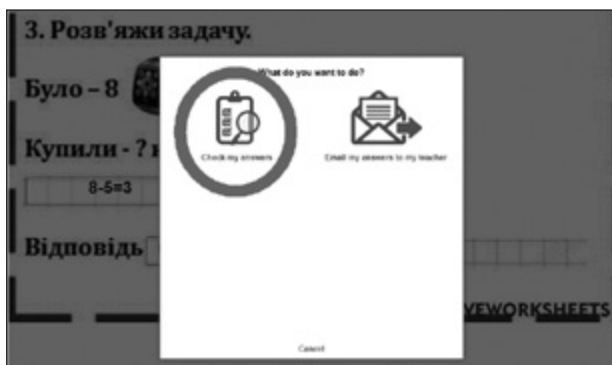 3. Розв'яжи задачу.
What do you want to do?
Було – 8
Check my answers
Email my answers to my teacher
Купили - ?
8-5=3
Відповідь
VEWORKSHEETS
Cancel